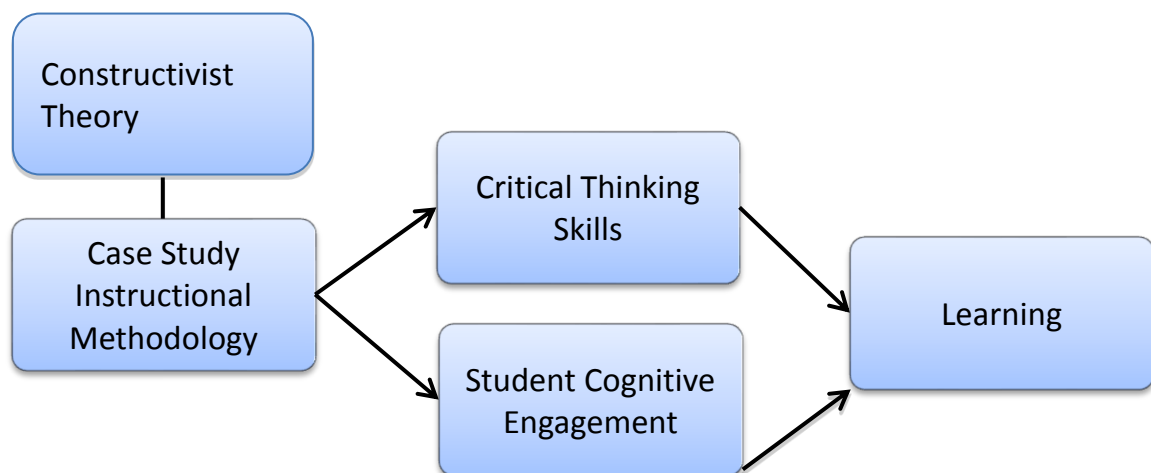 Constructivist
Theory
Case Study
Instructional
Methodology
Critical Thinking
Skills
Student Cognitive
Engagement
Learning